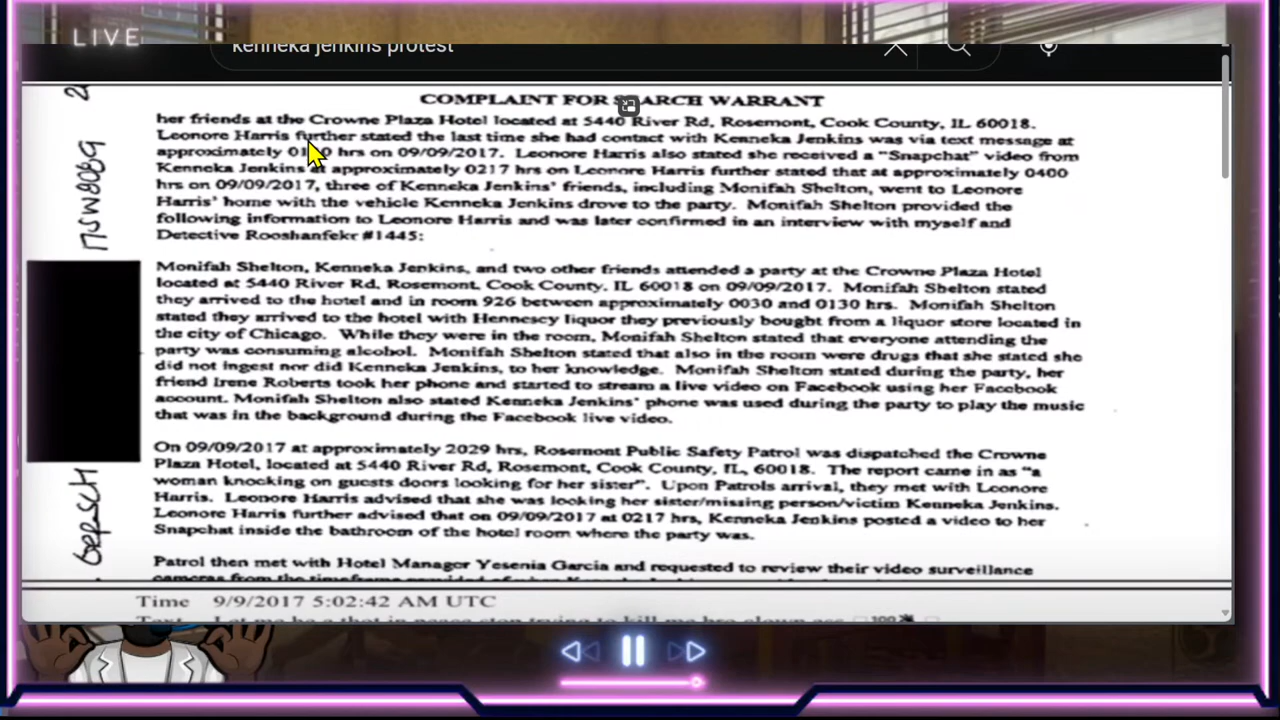 LIVE
kenneka jenkins protest
COMPLAINT FOR SEARCH WARRANT
her friends at the Crowne Plaza Hotel located at 5440 River Rd, Rosemont, Cook County, IL 60018.
Leonore Harris further stated the last time she had contact with Kenneka Jenkins was via text message at
approximately hrs on 09/09/2017. Leonore Harris also stated she received a "Snapchat" video from
Kenneka Jenkins at approximately 0217 hrs on Leonore Harris further stated that at approximately 0400
hrs on 09/09/2017, three of Kenneka Jenkins' friends, including Monifah Shelton, went to Leonore
Harris' home with the vehicle Kenneka Jenkins drove to the party. Monifah Shelton provided the
following information to Leonore Harris and was later confirmed in an interview with myself and
Detective Rooshanfekr #1445:
Monifah Shelton, Kenneka Jenkins, and two other friends attended a party at the Crowne Plaza Hotel
located at 5440 River Rd, Rosemont, Cook County, IL 60018 on 09/09/2017. Monifah Shelton stated
they arrived to the hotel and in room 926 between approximately 0030 and 0130 hrs. Monifah Shelton
stated they arrived to the hotel with Hennescy liquor they previously bought from a liquor store located in
the city of Chicago. While they were in the room, Monifah Shelton stated that everyone attending the
party was consuming alcohol. Monifah Shelton stated that also in the room were drugs that she stated she
did not ingest nor did Kenneka Jenkins, to her knowledge. Monifah Shelton stated during the party, her
friend Irene Roberts took her phone and started to stream a live video on Facebook using her Facebook
account. Monifah Shelton also stated Kenneka Jenkins' phone was used during the party to play the music
that was in the background during the Facebook live video.
On 09/09/2017 at approximately 2029 hrs, Rosemont Public Safety Patrol was dispatched the Crowne
Plaza Hotel, located at 5440 River Rd, Rosemont, Cook County, IL, 60018. The report came in as "a
woman knocking on guests doors looking for her sister". Upon Patrols arrival, they met with Leonore
Harris. Leonore Harris advised that she was looking her sister/missing person/victim Kenneka Jenkins.
Leonore Harris further advised that on 09/09/2017 at 0217 hrs, Kenneka Jenkins posted a video to her
Snapchat inside the bathroom of the hotel room where the party was.
Patrol then met with Hotel Manager Yesenia Garcia and requested to review their video surveillance
cameras from the timeframe
Time 9/9/2017 5:02:42 AM UTC